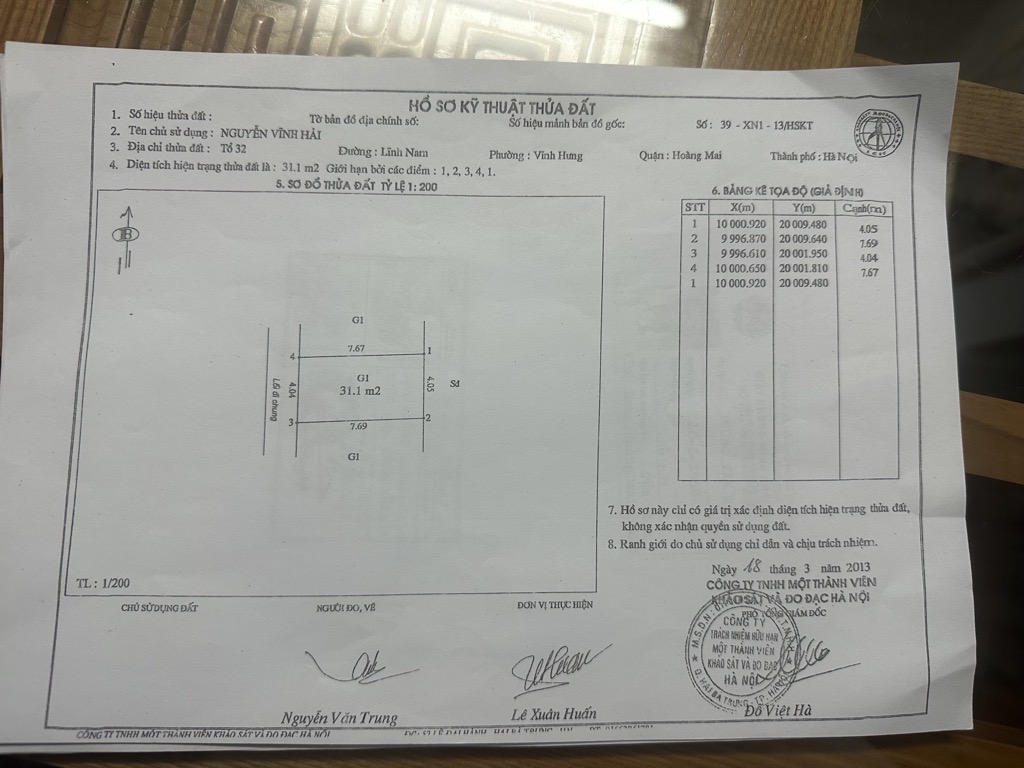 HỒ SƠ KỸ THUẬT THỬA ĐẤT
1. Số hiệu thửa đất : Tờ bản đồ địa chính số: Số hiệu mảnh bản đồ gốc: Số : 39 - XN1 - 13/HSKT
2. Tên chủ sử dụng : NGUYỄN VĨNH HẢI
3. Địa chỉ thửa đất : Tổ 32 Đường : Lĩnh Nam Phường : Vĩnh Hưng Quận : Hoàng Mai Thành phố : Hà Nội
4. Diện tích hiện trạng thửa đất là : 31.1 m2 Giới hạn bởi các điểm : 1, 2, 3, 4, 1.
5. SƠ ĐỒ THỬA ĐẤT TỶ LỆ 1: 200
B
G1
7.67
4
1
Lối đi chung
4.04
G1
31.1 m2
4.05
Sđ
3
2
7.69
G1
TL : 1/200
6. BẢNG KÊ TỌA ĐỘ (GIẢ ĐỊNH)
STT X(m) Y(m) Cạnh(m)
1 10 000.920 20 009.480
4.05
2 9 996.870 20 009.640
7.69
3 9 996.610 20 001.950
4.04
4 10 000.650 20 001.810
7.67
1 10 000.920 20 009.480
7. Hồ sơ này chỉ có giá trị xác định diện tích hiện trạng thửa đất,
không xác nhận quyền sử dụng đất.
8. Ranh giới do chủ sử dụng chỉ dẫn và chịu trách nhiệm.
Ngày 18 tháng 3 năm 2013
CÔNG TY TNHH MỘT THÀNH VIÊN
KHẢO SÁT VÀ ĐO ĐẠC HÀ NỘI
PHÓ TỔNG GIÁM ĐỐC
CHỦ SỬ DỤNG ĐẤT NGƯỜI ĐO, VẼ ĐƠN VỊ THỰC HIỆN
CÔNG TY
TRÁCH NHIỆM HỮU HẠN
MỘT THÀNH VIÊN
KHẢO SÁT VÀ ĐO ĐẠC
HÀ NỘI
Q. HAI BÀ TRƯNG - TP. HÀ NỘI
Nguyễn Văn Trung Lê Xuân Huấn Đỗ Việt Hà
CÔNG TY TNHH MỘT THÀNH VIÊN KHẢO SÁT VÀ ĐO ĐẠC HÀ NỘI